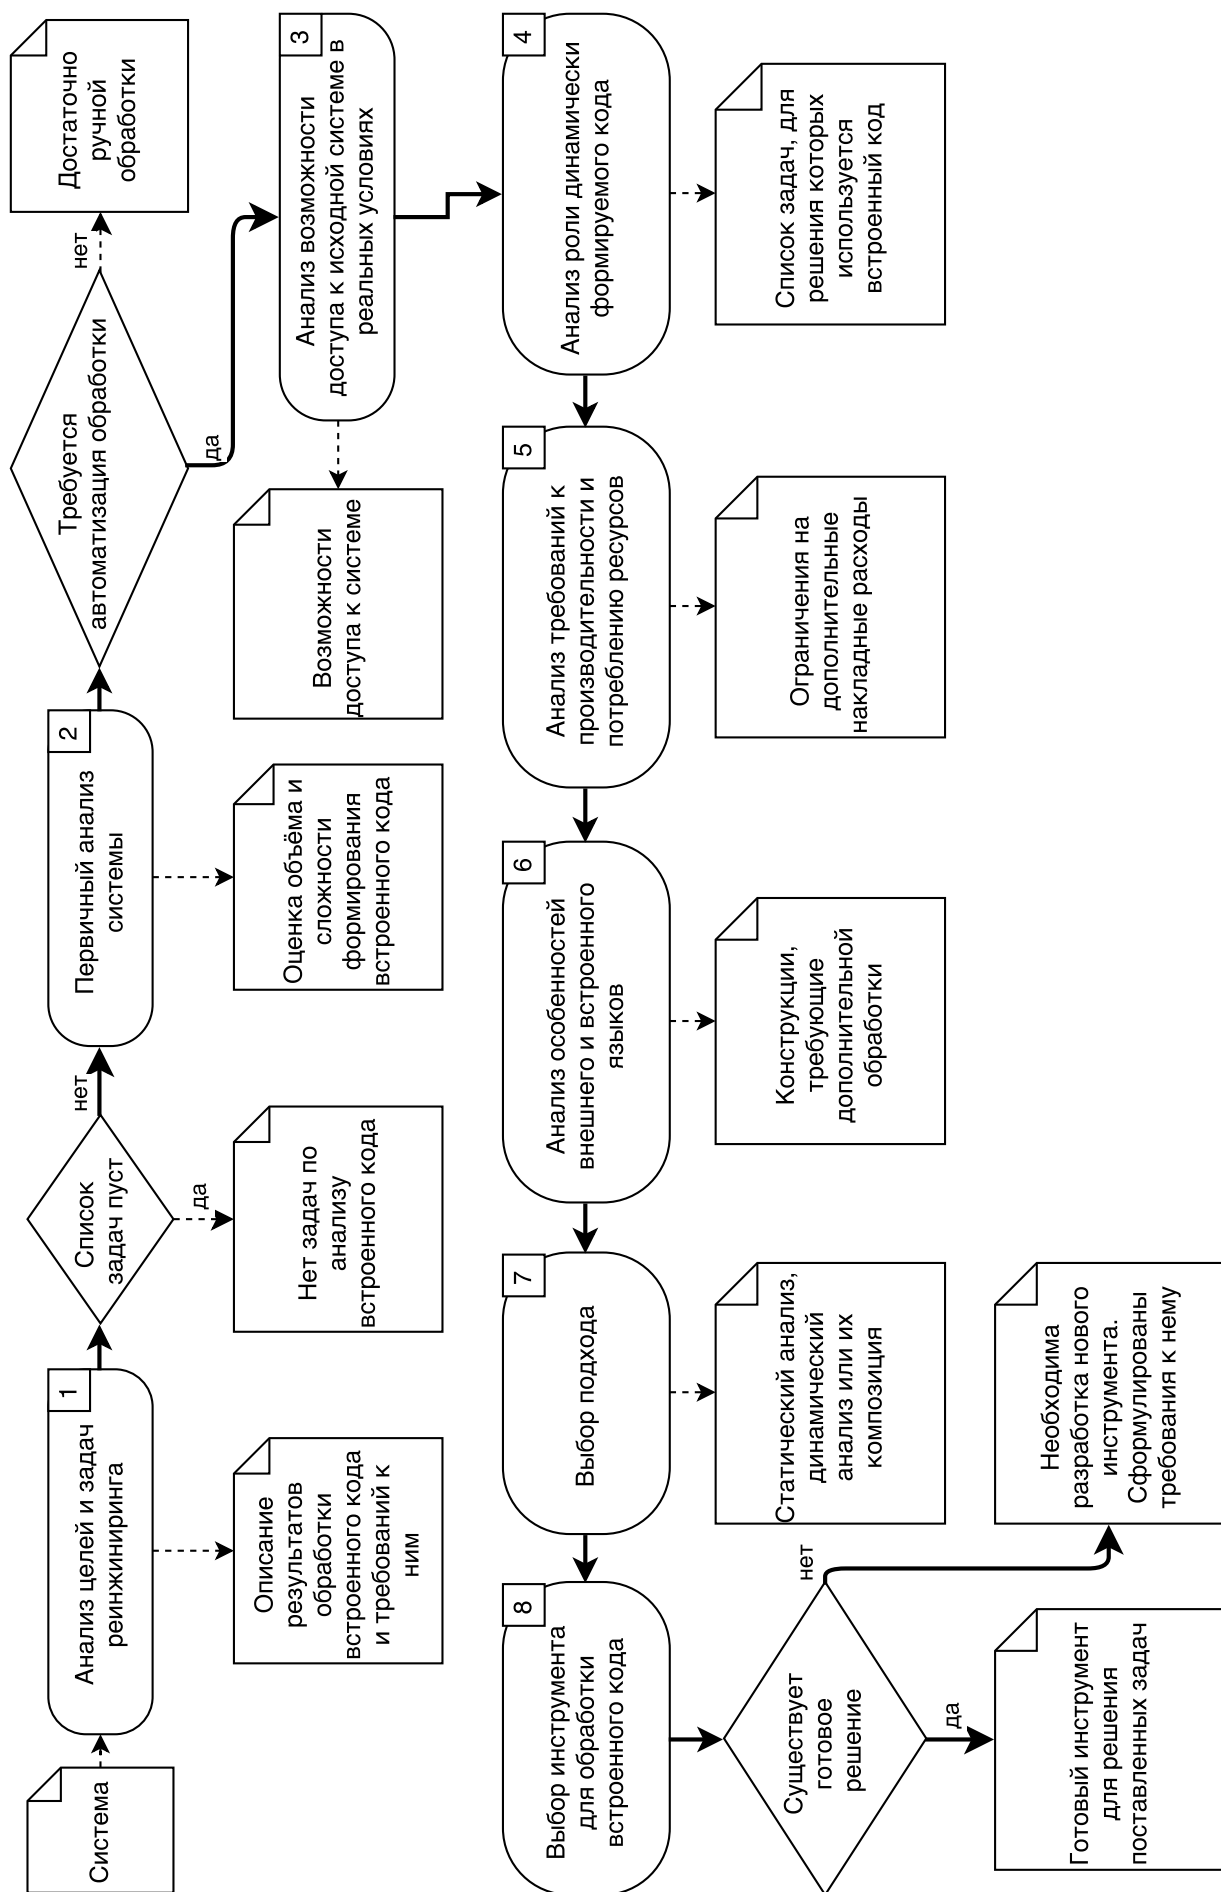 Система
1
Анализ целей и задач
реинжиниринга
Описание
результатов
обработки
встроенного кода
и требований к
ним
Список
задач пуст
нет
да
Нет задач по
анализу
встроенного кода
2
Первичный анализ
системы
Оценка объёма и
сложности
формирования
встроенного кода
Требуется
автоматизация обработки
нет
Достаточно
ручной
обработки
да
3
Анализ возможности
доступа к исходной системе в
реальных условиях
Возможности
доступа к системе
4
Анализ роли динамически
формируемого кода
Список задач, для
решения которых
используется
встроенный код
5
Анализ требований к
производительности и
потреблению ресурсов
Ограничения на
дополнительные
накладные расходы
6
Анализ особенностей
внешнего и встроенного
языков
Конструкции,
требующие
дополнительной
обработки
7
Выбор подхода
Статический анализ,
динамический
анализ или их
композиция
8
Выбор инструмента
для обработки
встроенного кода
Существует
готовое
решение
нет
Необходима
разработка нового
инструмента.
Сформулированы
требования к нему
да
Готовый инструмент
для решения
поставленных задач